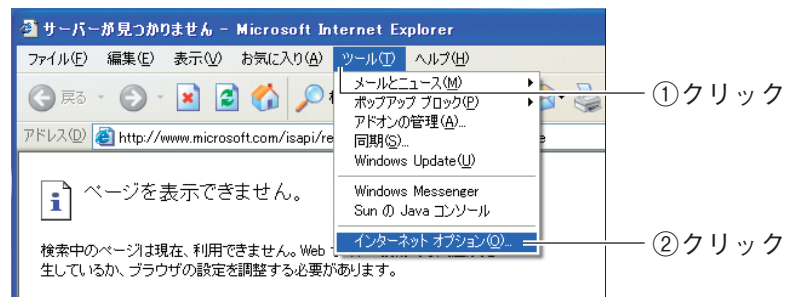 サーバーが見つかりません - Microsoft Internet Explorer
ファイル(F) 編集(E) 表示(V) お気に入り(A) ツール(T) ヘルプ(H)
メールとニュース(M)
戻る
ポップアップ ブロック(P)
①クリック
アドオンの管理(A)...
アドレス(D) http://www.microsoft.com/isapi/re
同期(S)...
Windows Update(U)
ページを表示できません。
Windows Messenger
Sun の Java コンソール
インターネット オプション(O)...
②クリック
検索中のページは現在、利用できません。Web
生しているか、ブラウザの設定を調整する必要があります。